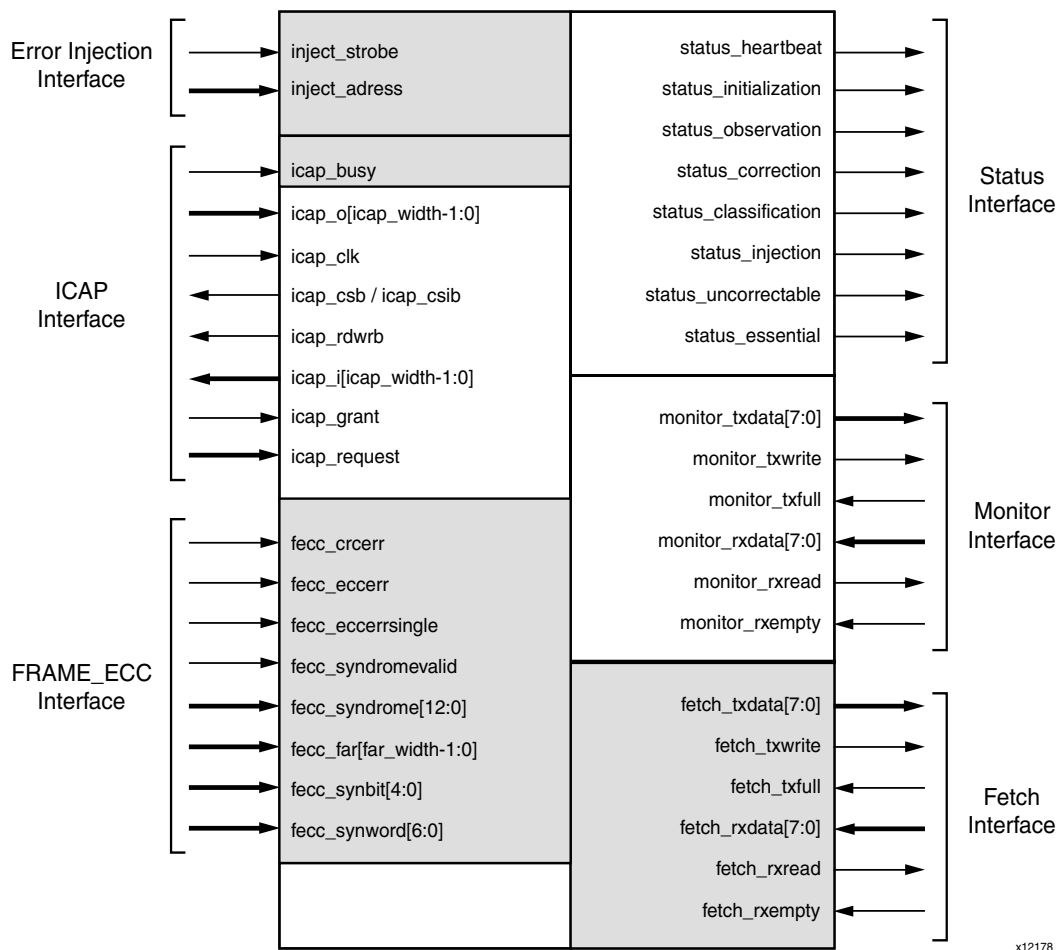 Error Injection
Interface
inject_strobe
inject_adress
ICAP
Interface
icap_busy
icap_o[icap_width-1:0]
icap_clk
icap_csb / icap_csib
icap_rdwrb
icap_i[icap_width-1:0]
icap_grant
icap_request
FRAME_ECC
Interface
fecc_crcerr
fecc_eccerr
fecc_eccerrsingle
fecc_syndromevalid
fecc_syndrome[12:0]
fecc_far[far_width-1:0]
fecc_synbit[4:0]
fecc_synword[6:0]
status_heartbeat
status_initialization
status_observation
status_correction
status_classification
status_injection
status_uncorrectable
status_essential
Status
Interface
monitor_txdata[7:0]
monitor_txwrite
monitor_txfull
monitor_rxdata[7:0]
monitor_rxread
monitor_rxempty
Monitor
Interface
fetch_txdata[7:0]
fetch_txwrite
fetch_txfull
fetch_rxdata[7:0]
fetch_rxread
fetch_rxempty
Fetch
Interface
x12178